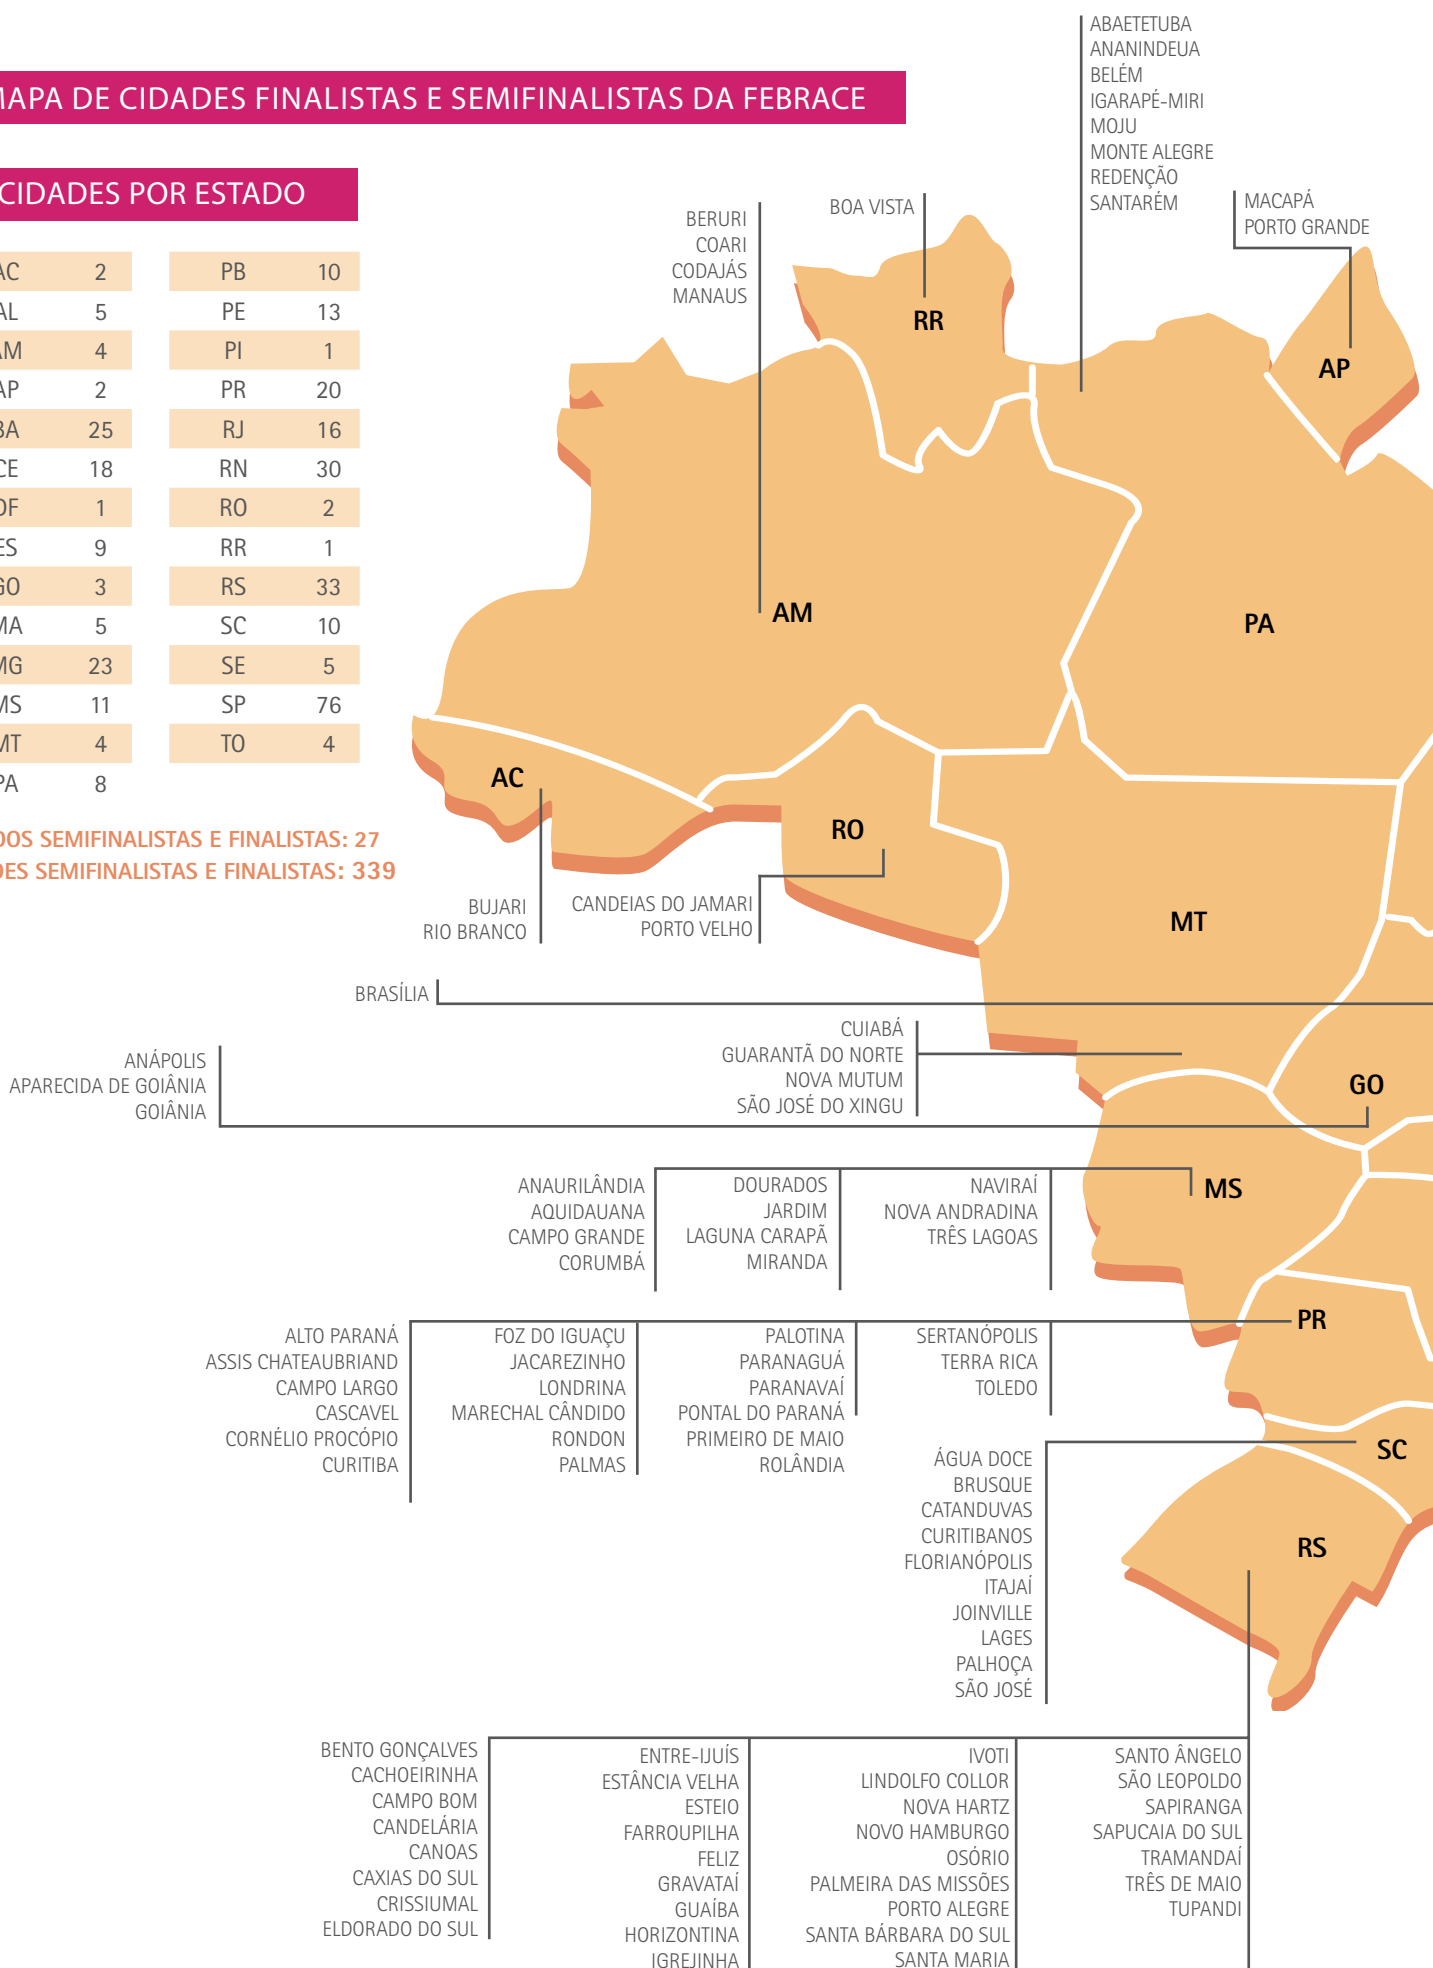 MAPA DE CIDADES FINALISTAS E SEMIFINALISTAS DA FEBRACE
CIDADES POR ESTADO
AC 2
AL 5
AM 4
AP 2
BA 25
CE 18
DF 1
ES 9
GO 3
MA 5
MG 23
MS 11
MT 4
PA 8
PB 10
PE 13
PI 1
PR 20
RJ 16
RN 30
RO 2
RR 1
RS 33
SC 10
SE 5
SP 76
TO 4
DOS SEMIFINALISTAS E FINALISTAS: 27
DES SEMIFINALISTAS E FINALISTAS: 339
BERURI
COARI
CODAJÁS
MANAUS
BOA VISTA
ABAETETUBA
ANANINDEUA
BELÉM
IGARAPÉ-MIRI
MOJU
MONTE ALEGRE
REDENÇÃO
SANTARÉM
MACAPÁ
PORTO GRANDE
RR
AP
AM
PA
AC
RO
MT
BUJARI
RIO BRANCO
CANDEIAS DO JAMARI
PORTO VELHO
BRASÍLIA
CUIABÁ
GUARANTÃ DO NORTE
NOVA MUTUM
SÃO JOSÉ DO XINGU
ANÁPOLIS
APARECIDA DE GOIÂNIA
GOIÂNIA
GO
ANAURILÂNDIA
AQUIDAUANA
CAMPO GRANDE
CORUMBÁ
DOURADOS
JARDIM
LAGUNA CARAPÃ
MIRANDA
NAVIRAÍ
NOVA ANDRADINA
TRÊS LAGOAS
MS
ALTO PARANÁ
ASSIS CHATEAUBRIAND
CAMPO LARGO
CASCAVEL
CORNÉLIO PROCÓPIO
CURITIBA
FOZ DO IGUAÇU
JACAREZINHO
LONDRINA
MARECHAL CÂNDIDO
RONDON
PALMAS
PALOTINA
PARANAGUÁ
PARANAVAÍ
PONTAL DO PARANÁ
PRIMEIRO DE MAIO
ROLÂNDIA
SERTANÓPOLIS
TERRA RICA
TOLEDO
PR
ÁGUA DOCE
BRUSQUE
CATANDUVAS
CURITIBANOS
FLORIANÓPOLIS
ITAJAÍ
JOINVILLE
LAGES
PALHOÇA
SÃO JOSÉ
SC
RS
BENTO GONÇALVES
CACHOEIRINHA
CAMPO BOM
CANDELÁRIA
CANOAS
CAXIAS DO SUL
CRISSIUMAL
ELDORADO DO SUL
ENTRE-IJUÍS
ESTÂNCIA VELHA
ESTEIO
FARROUPILHA
FELIZ
GRAVATAÍ
GUAÍBA
HORIZONTINA
IGREJINHA
IVOTI
LINDOLFO COLLOR
NOVA HARTZ
NOVO HAMBURGO
OSÓRIO
PALMEIRA DAS MISSÕES
PORTO ALEGRE
SANTA BÁRBARA DO SUL
SANTA MARIA
SANTO ÂNGELO
SÃO LEOPOLDO
SAPIRANGA
SAPUCAIA DO SUL
TRAMANDAÍ
TRÊS DE MAIO
TUPANDI